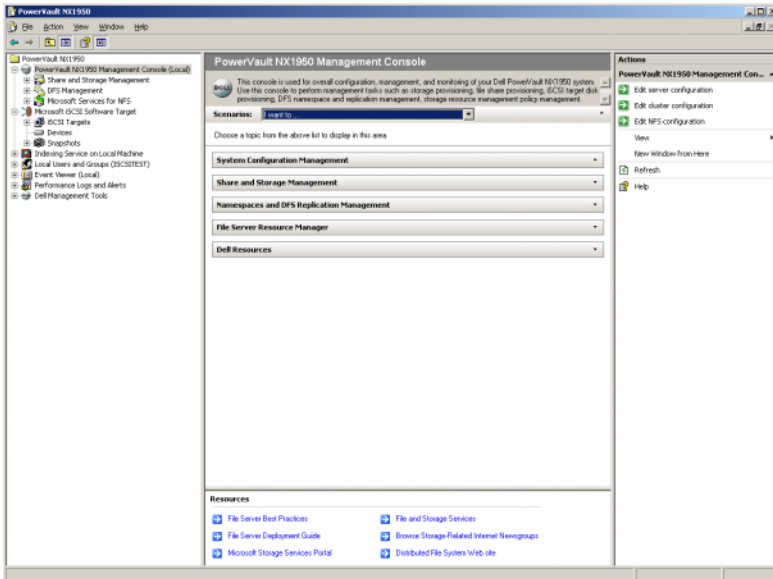 PowerVault NX1950
File Action View Window Help
PowerVault NX1950
PowerVault NX1950 Management Console (Local)
Share and Storage Management
DFS Management
Microsoft Services for NFS
Microsoft iSCSI Software Target
iSCSI Targets
Devices
Snapshots
Indexing Service on Local Machine
Local Users and Groups (ISCSITEST)
Event Viewer (Local)
Performance Logs and Alerts
Dell Management Tools
PowerVault NX1950 Management Console
This console is used for overall configuration, management, and monitoring of your Dell PowerVault NX1950 system.
Use this console to perform management tasks such as storage provisioning, file share provisioning, iSCSI target disk
provisioning, DFS namespace and replication management, storage resource management policy management.
Scenarios: I want to ...
Choose a topic from the above list to display in this area
System Configuration Management
Share and Storage Management
Namespaces and DFS Replication Management
File Server Resource Manager
Dell Resources
Resources
File Server Best Practices
File and Storage Services
File Server Deployment Guide
Browse Storage-Related Internet Newsgroups
Microsoft Storage Services Portal
Distributed File System Web site
Actions
PowerVault NX1950 Management Con...
Edit server configuration
Edit cluster configuration
Edit NFS configuration
View
New Window from Here
Refresh
Help